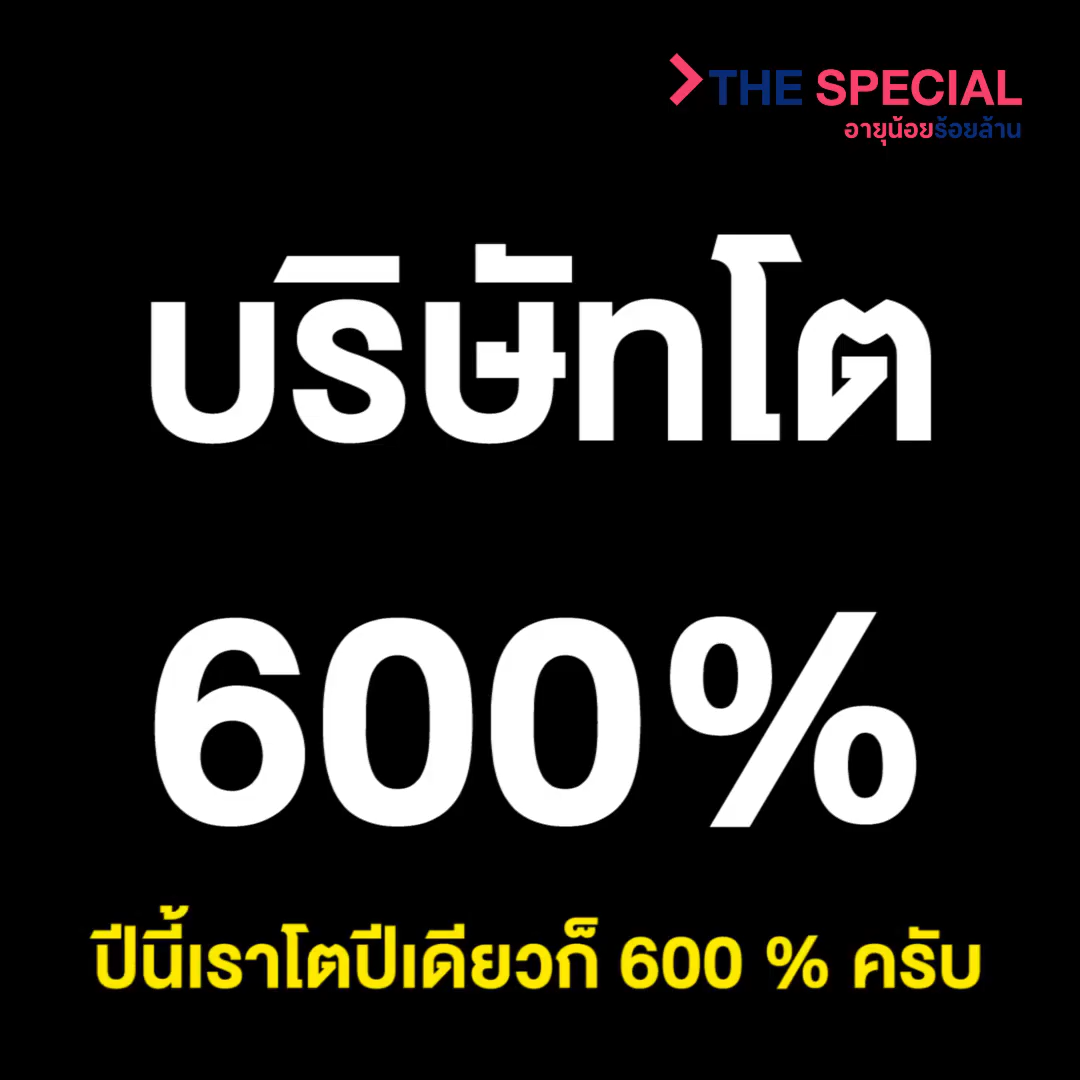 THE SPECIAL
อายุน้อยร้อยล้าน
บริษัทโต
600%
ปีนี้เราโตปีเดียวก็ 600 % ครับ